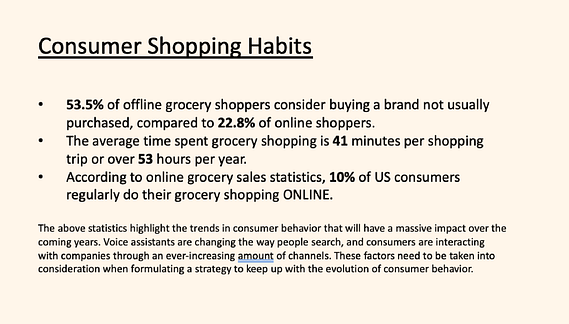 Consumer Shopping Habits
• 53.5% of offline grocery shoppers consider buying a brand not usually
purchased, compared to 22.8% of online shoppers.
• The average time spent grocery shopping is 41 minutes per shopping
trip or over 53 hours per year.
• According to online grocery sales statistics, 10% of US consumers
regularly do their grocery shopping ONLINE.
The above statistics highlight the trends in consumer behavior that will have a massive impact over the
coming years. Voice assistants are changing the way people search, and consumers are interacting
with companies through an ever-increasing amount of channels. These factors need to be taken into
consideration when formulating a strategy to keep up with the evolution of consumer behavior.